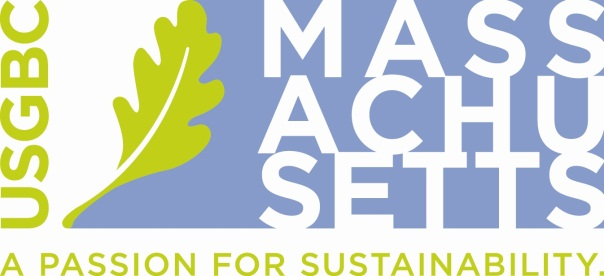 USGBC
MASS
ACHU
SETTS
A PASSION FOR SUSTAINABILITY.